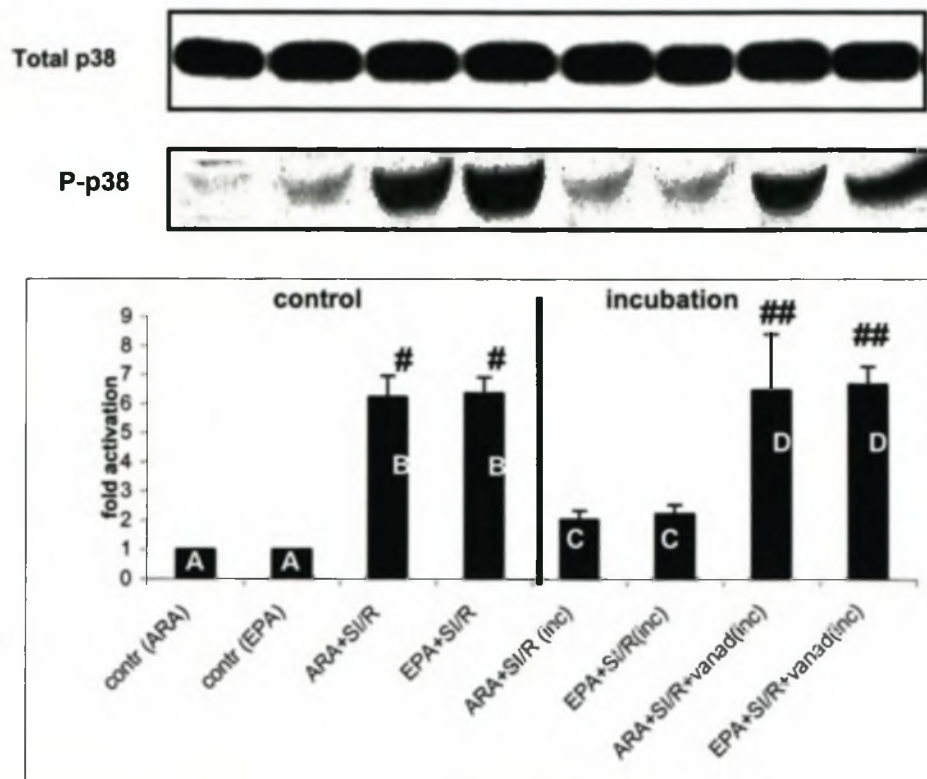 Total p38
P-p38
control
incubation
fold activation
9
8
7
6
5
4
3
2
1
0
#
#
##
##
A
A
B
B
C
C
D
D
contr (ARA)
contr (EPA)
ARA+SI/R
EPA+SI/R
ARA+SI/R (inc)
EPA+SI/R(inc)
ARA+SI/R+vanad(inc)
EPA+SI/R+vanad(inc)